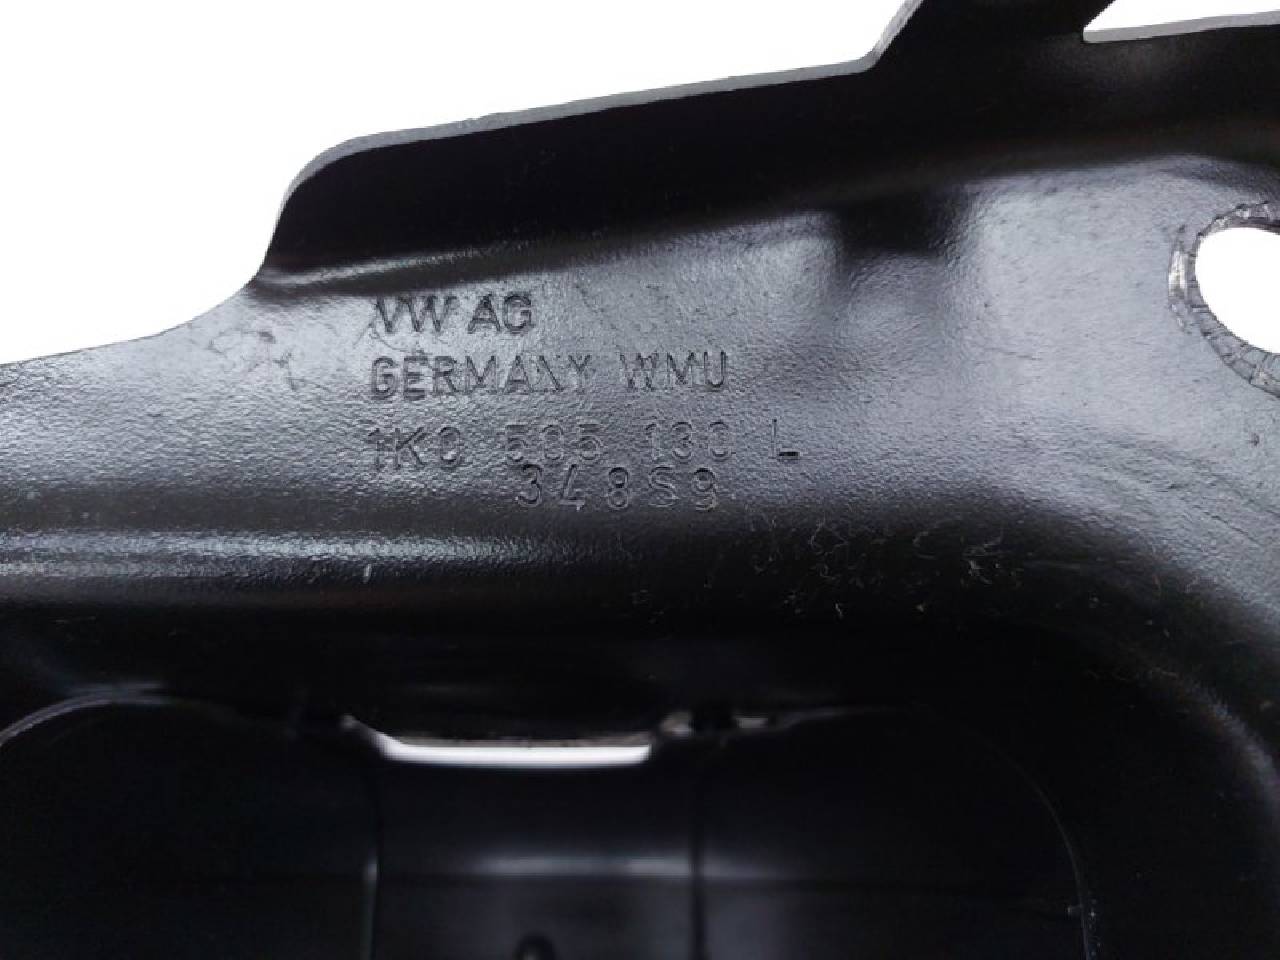 VW AG
GERMANY WMU
1K0 505 130 L
348S9